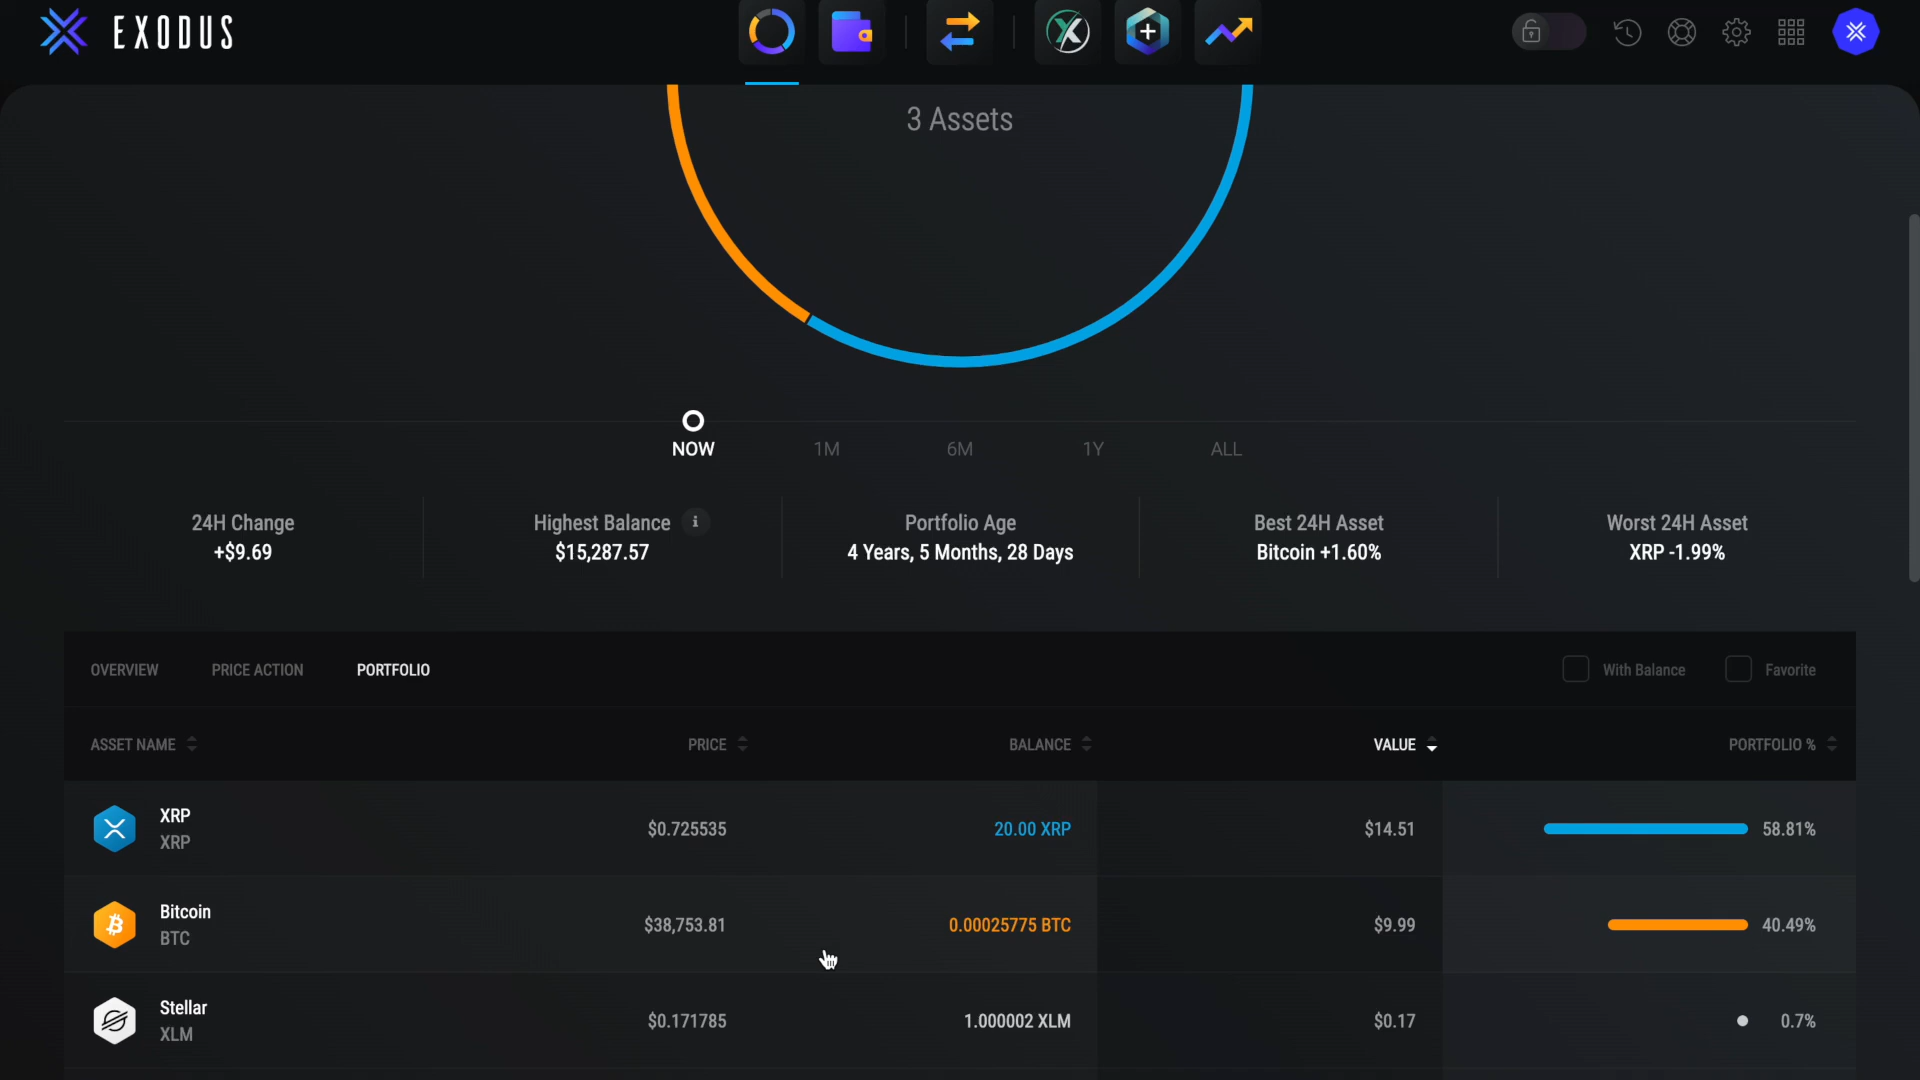 EXODUS
3 Assets
NOW 1M 6M 1Y ALL
24H Change Highest Balance i Portfolio Age Best 24H Asset Worst 24H Asset
+$9.69 $15,287.57 4 Years, 5 Months, 28 Days Bitcoin +1.60% XRP -1.99%
OVERVIEW PRICE ACTION PORTFOLIO With Balance Favorite
ASSET NAME PRICE BALANCE VALUE PORTFOLIO %
XRP
XRP
$0.725535 20.00 XRP $14.51 58.81%
Bitcoin
BTC
$38,753.81 0.00025775 BTC $9.99 40.49%
Stellar
XLM
$0.171785 1.000002 XLM $0.17 0.7%